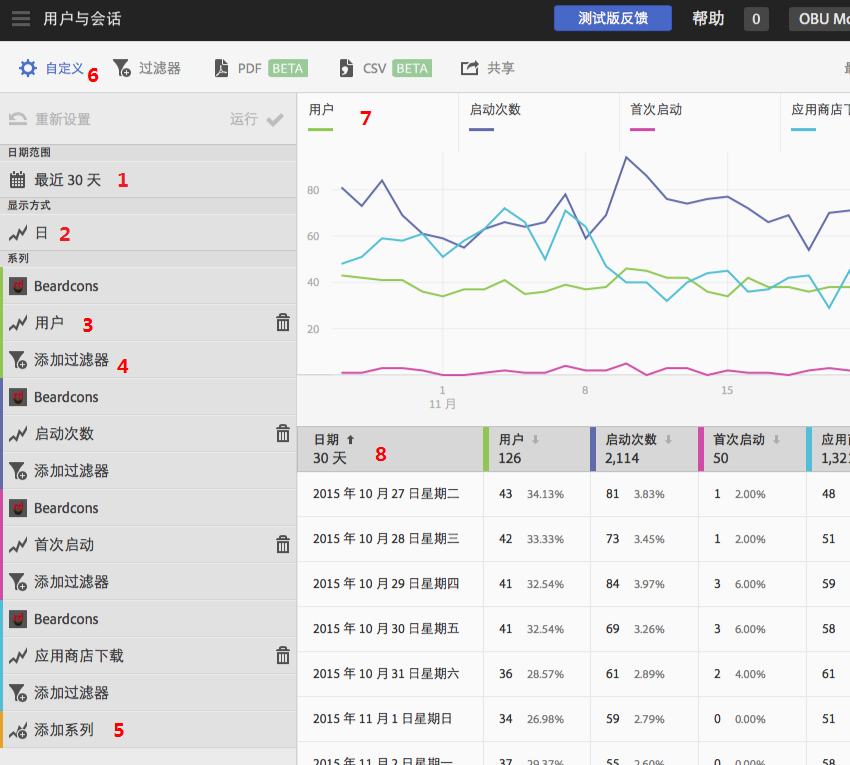 用户与会话
测试版反馈
帮助
0
OBU Mo
自定义
6
过滤器
PDF BETA
CSV BETA
共享
重新设置
运行
日期范围
最近 30 天 1
显示方式
日 2
系列
Beardcons
用户 3
添加过滤器 4
Beardcons
启动次数
添加过滤器
Beardcons
首次启动
添加过滤器
Beardcons
应用商店下载
添加过滤器
添加系列 5
用户 7
启动次数
首次启动
应用商店下
80
60
40
20
1 8 15
11 月
日期 用户 启动次数 首次启动 应用商
30 天 8 126 2,114 50 1,321
2015 年 10 月 27 日星期二 43 34.13% 81 3.83% 1 2.00% 48
2015 年 10 月 28 日星期三 42 33.33% 73 3.45% 1 2.00% 51
2015 年 10 月 29 日星期四 41 32.54% 84 3.97% 3 6.00% 59
2015 年 10 月 30 日星期五 41 32.54% 69 3.26% 3 6.00% 58
2015 年 10 月 31 日星期六 36 28.57% 61 2.89% 2 4.00% 61
2015 年 11 月 1 日星期日 34 26.98% 59 2.79% 0 0.00% 51
2015 年 11 月 2 日星期一 37 29.37% 55 2.60% 0 0.00% 58